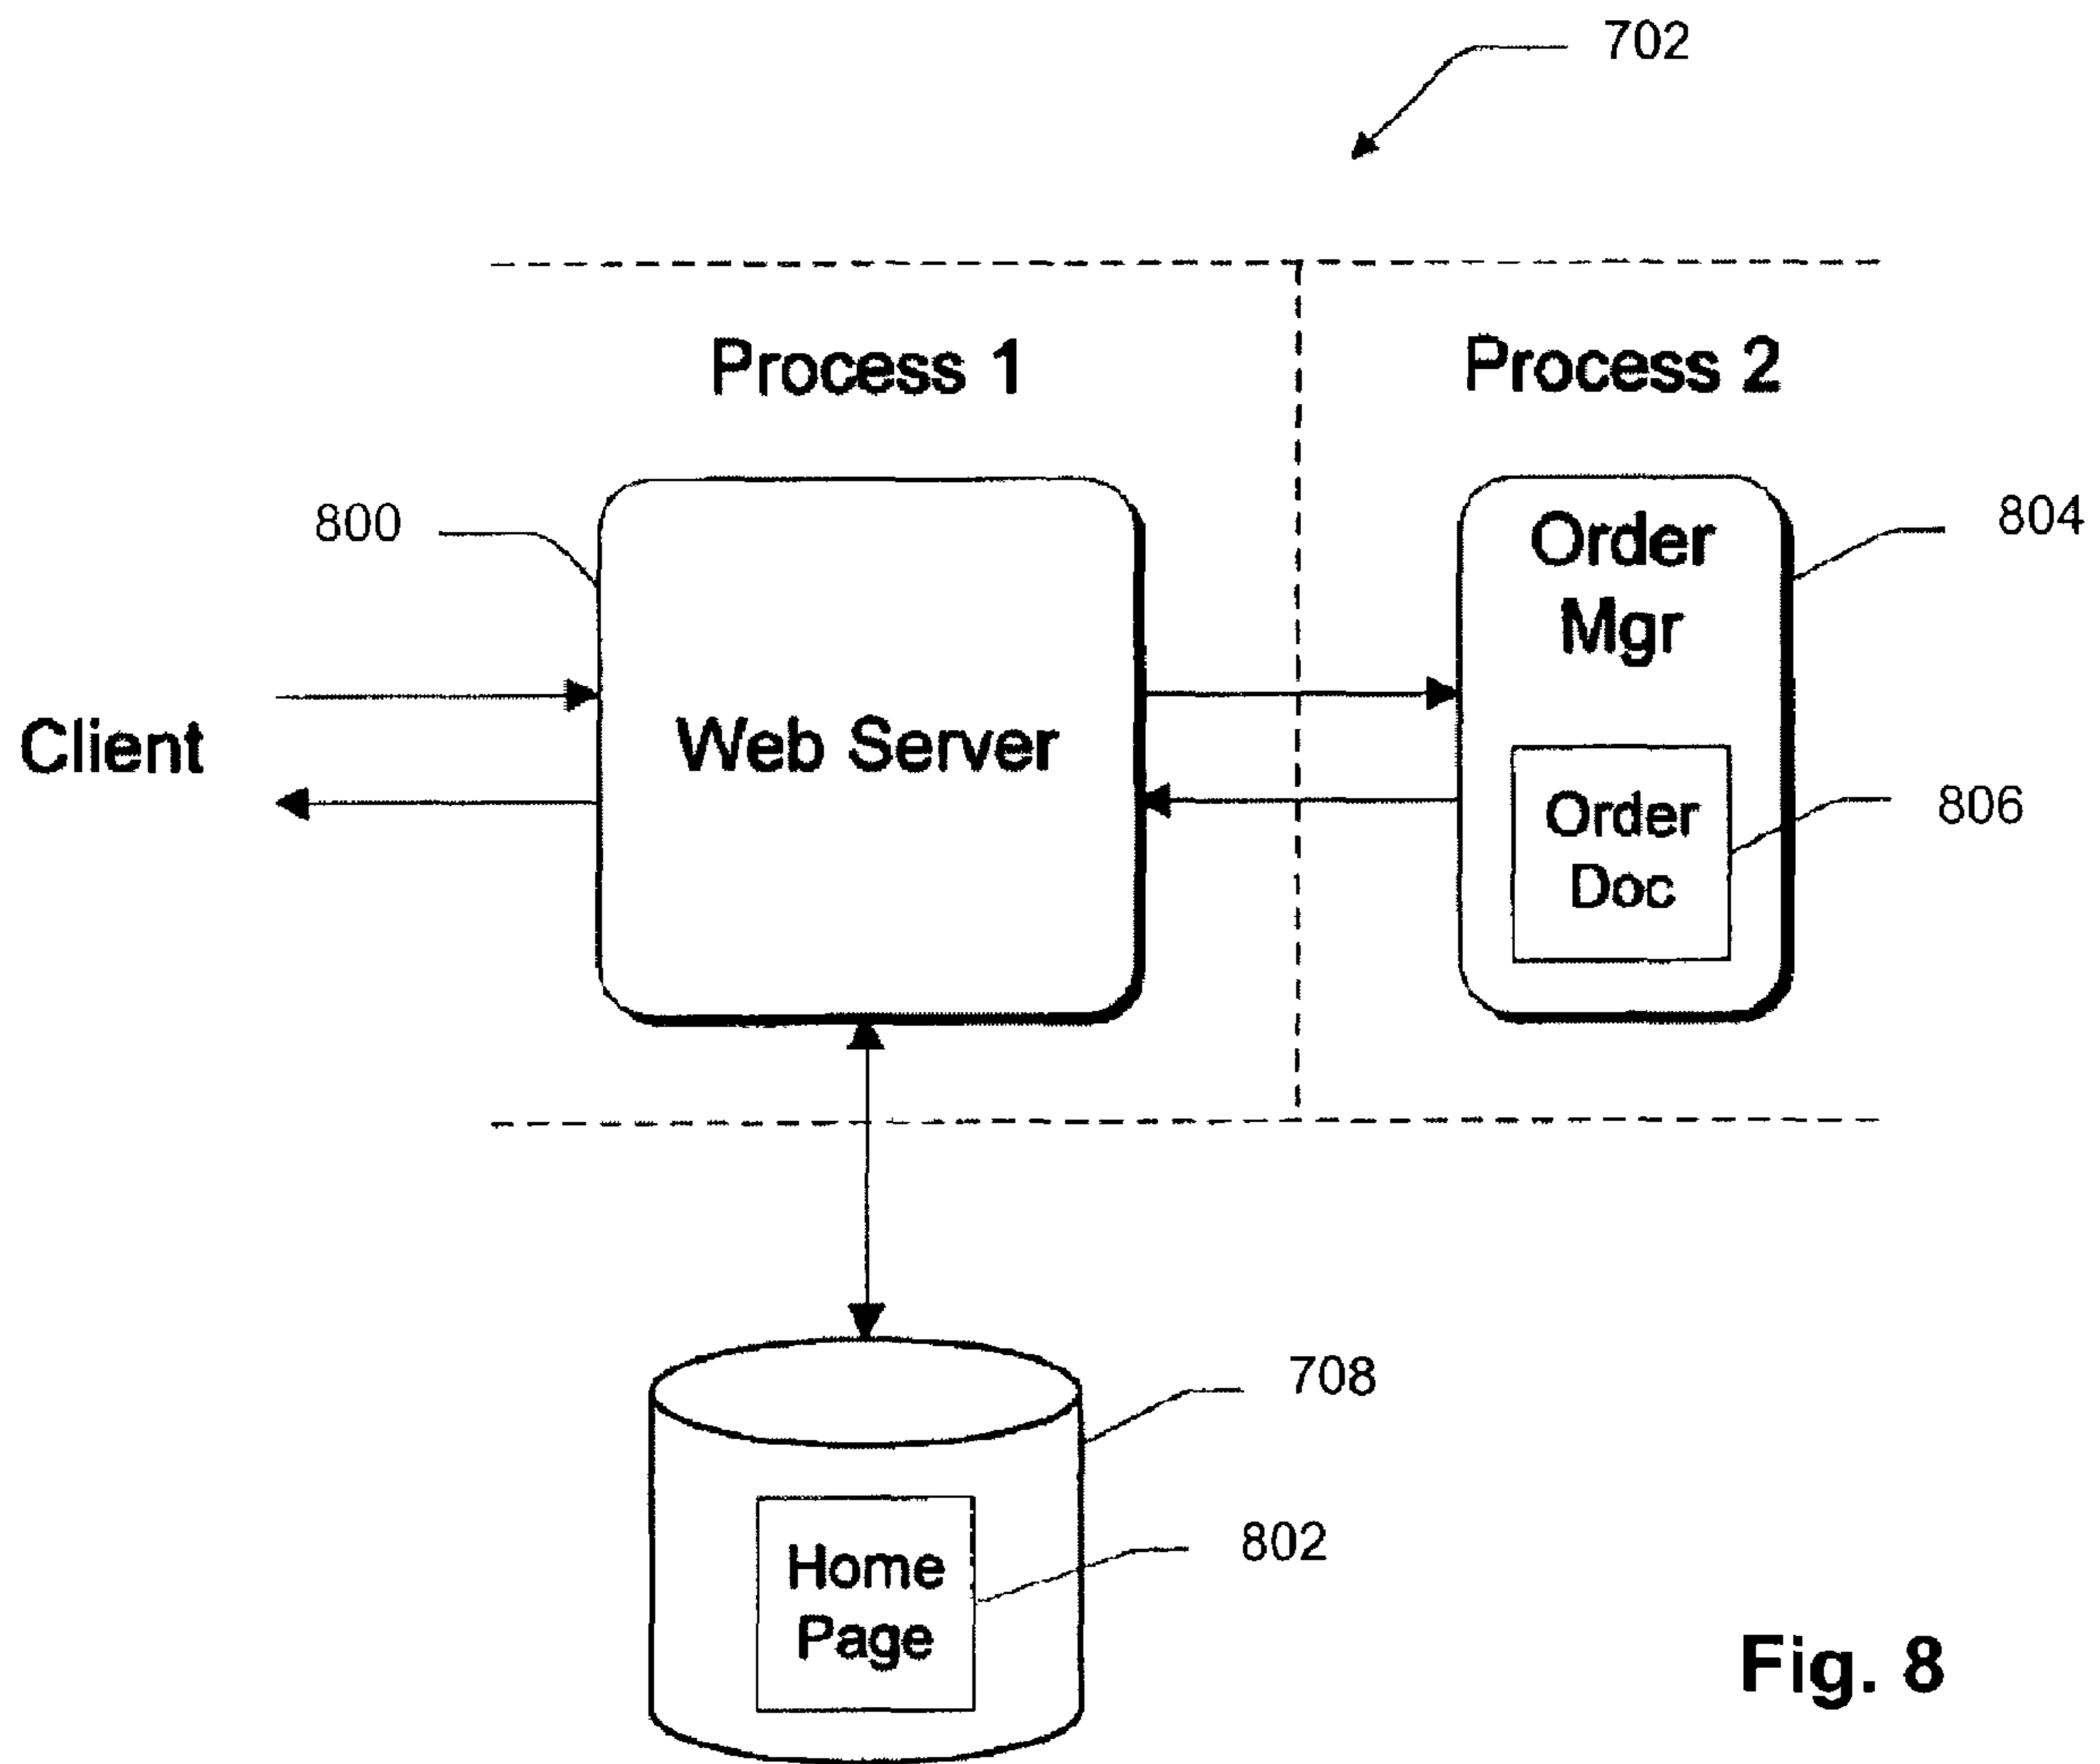 702
Process 1
Process 2
800
Order
Mgr
804
Client
Web Server
Order
Doc
806
708
Home
Page
802
Fig. 8